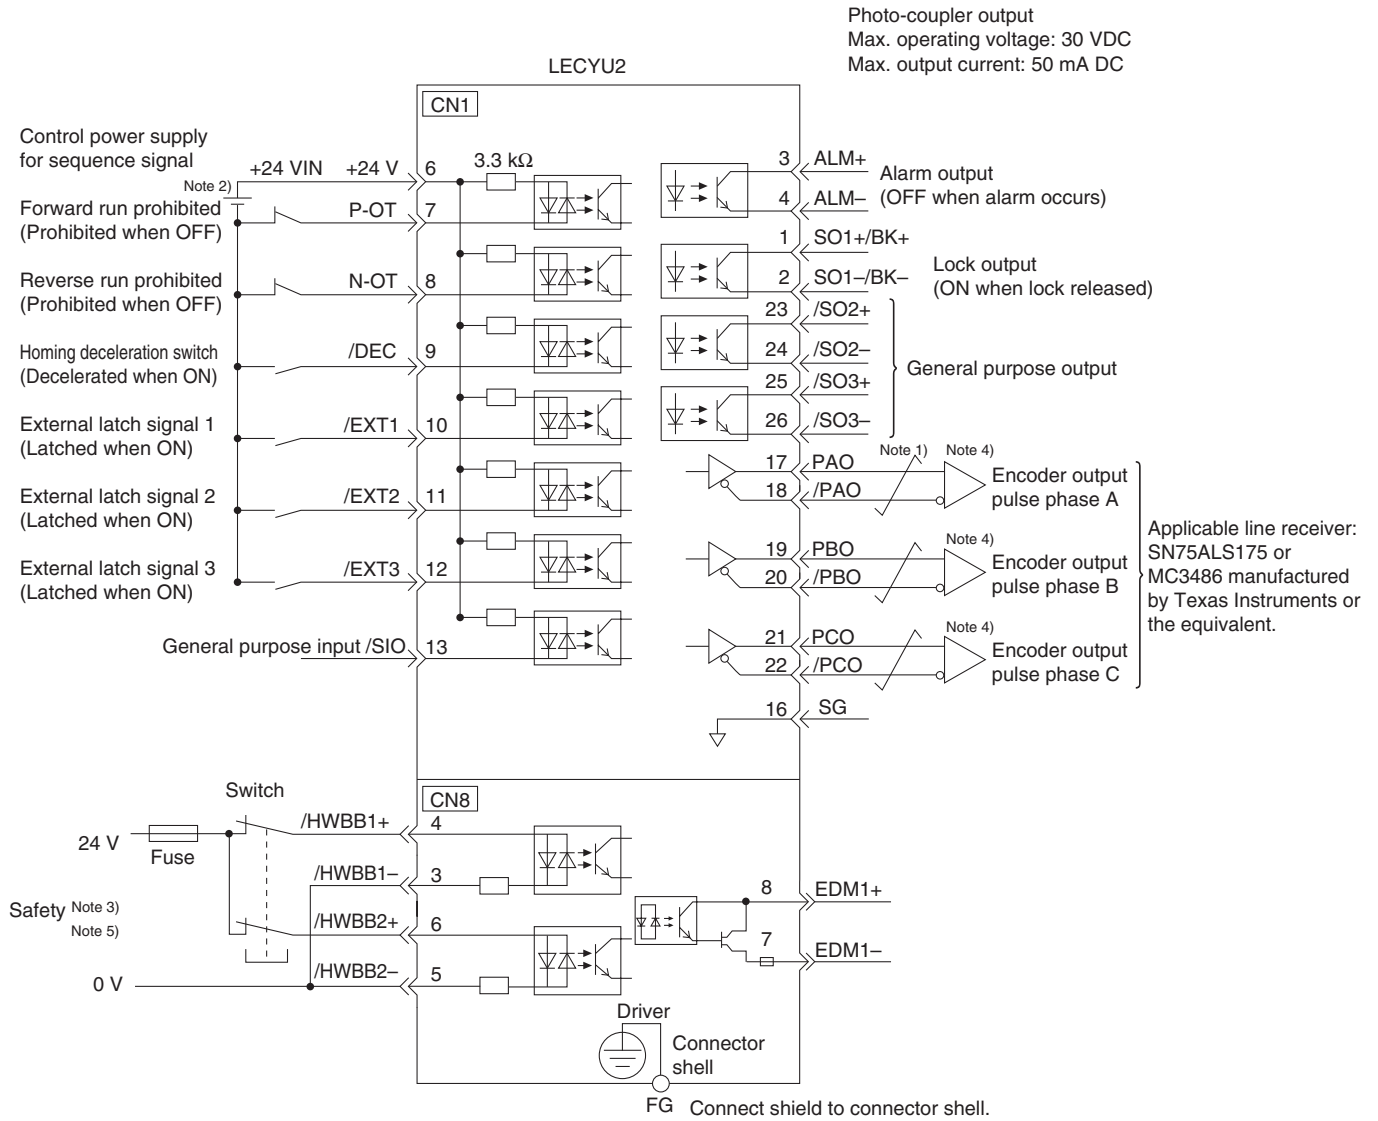 Photo-coupler output
Max. operating voltage: 30 VDC
Max. output current: 50 mA DC
LECYU2
CN1
Control power supply
for sequence signal
Note 2)
+24 VIN
+24 V
6
3.3 kΩ
Forward run prohibited
(Prohibited when OFF)
P-OT
7
Reverse run prohibited
(Prohibited when OFF)
N-OT
8
Homing deceleration switch
(Decelerated when ON)
/DEC
9
External latch signal 1
(Latched when ON)
/EXT1
10
External latch signal 2
(Latched when ON)
/EXT2
11
External latch signal 3
(Latched when ON)
/EXT3
12
General purpose input /SIO
13
3
ALM+
4
ALM–
Alarm output
(OFF when alarm occurs)
1
SO1+/BK+
2
SO1–/BK–
Lock output
(ON when lock released)
23
/SO2+
24
/SO2–
25
/SO3+
26
/SO3–
General purpose output
Note 1)
Note 4)
17
PAO
18
/PAO
Encoder output
pulse phase A
Note 4)
19
PBO
20
/PBO
Encoder output
pulse phase B
Note 4)
21
PCO
22
/PCO
Encoder output
pulse phase C
Applicable line receiver:
SN75ALS175 or
MC3486 manufactured
by Texas Instruments or
the equivalent.
16
SG
CN8
Switch
24 V
Fuse
/HWBB1+
4
/HWBB1–
3
Safety Note 3)
Note 5)
/HWBB2+
6
/HWBB2–
5
0 V
8
EDM1+
7
EDM1–
Driver
Connector
shell
FG
Connect shield to connector shell.